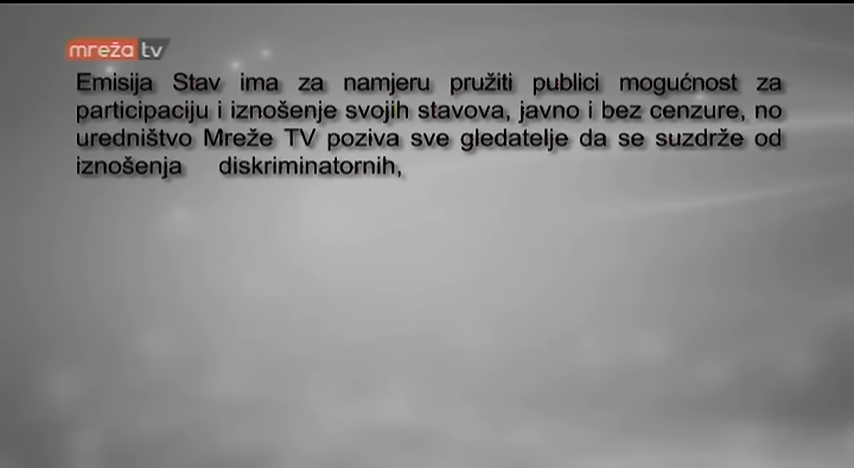 mreža tv
Emisija Stav ima za namjeru pružiti publici mogućnost za
participaciju i iznošenje svojih stavova, javno i bez cenzure, no
uredništvo Mreže TV poziva sve gledatelje da se suzdrže od
iznošenja diskriminatornih,